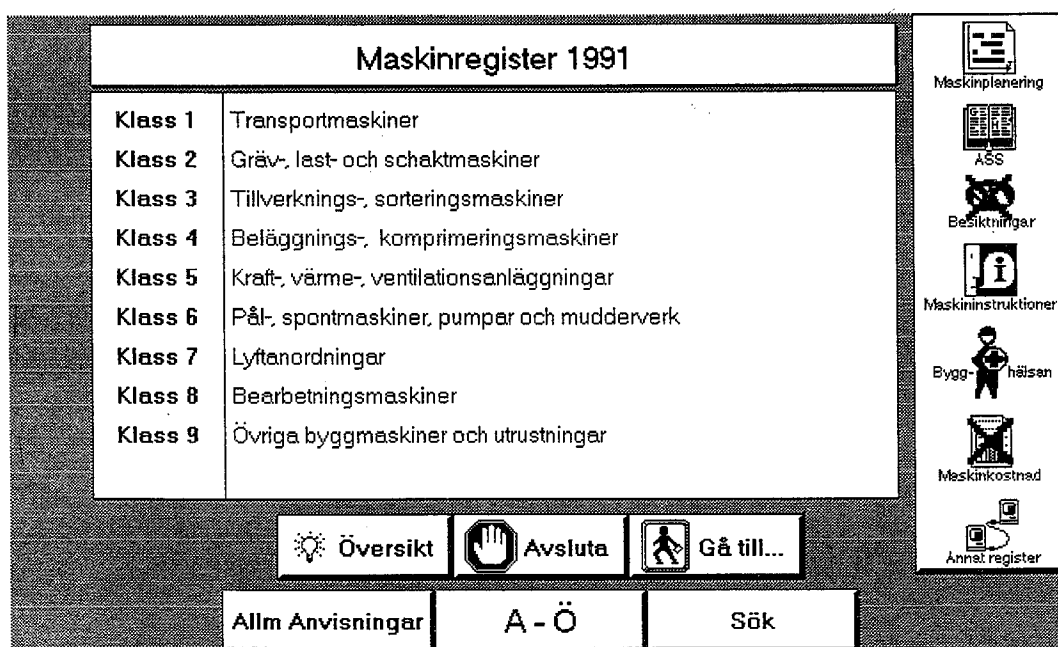 Maskinregister 1991
Klass 1 Transportmaskiner
Klass 2 Gräv-, last- och schaktmaskiner
Klass 3 Tillverknings-, sorteringsmaskiner
Klass 4 Beläggnings-, komprimeringsmaskiner
Klass 5 Kraft-, värme-, ventilationsanläggningar
Klass 6 Pål-, spontmaskiner, pumpar och mudderverk
Klass 7 Lyftanordningar
Klass 8 Bearbetningsmaskiner
Klass 9 Övriga byggmaskiner och utrustningar
Översikt
Avsluta
Gå till...
Allm Anvisningar
A - Ö
Sök
Maskinplanering
ASS
Besiktningar
Maskininstruktioner
Bygg- hälsan
Maskinkostnad
Annat register